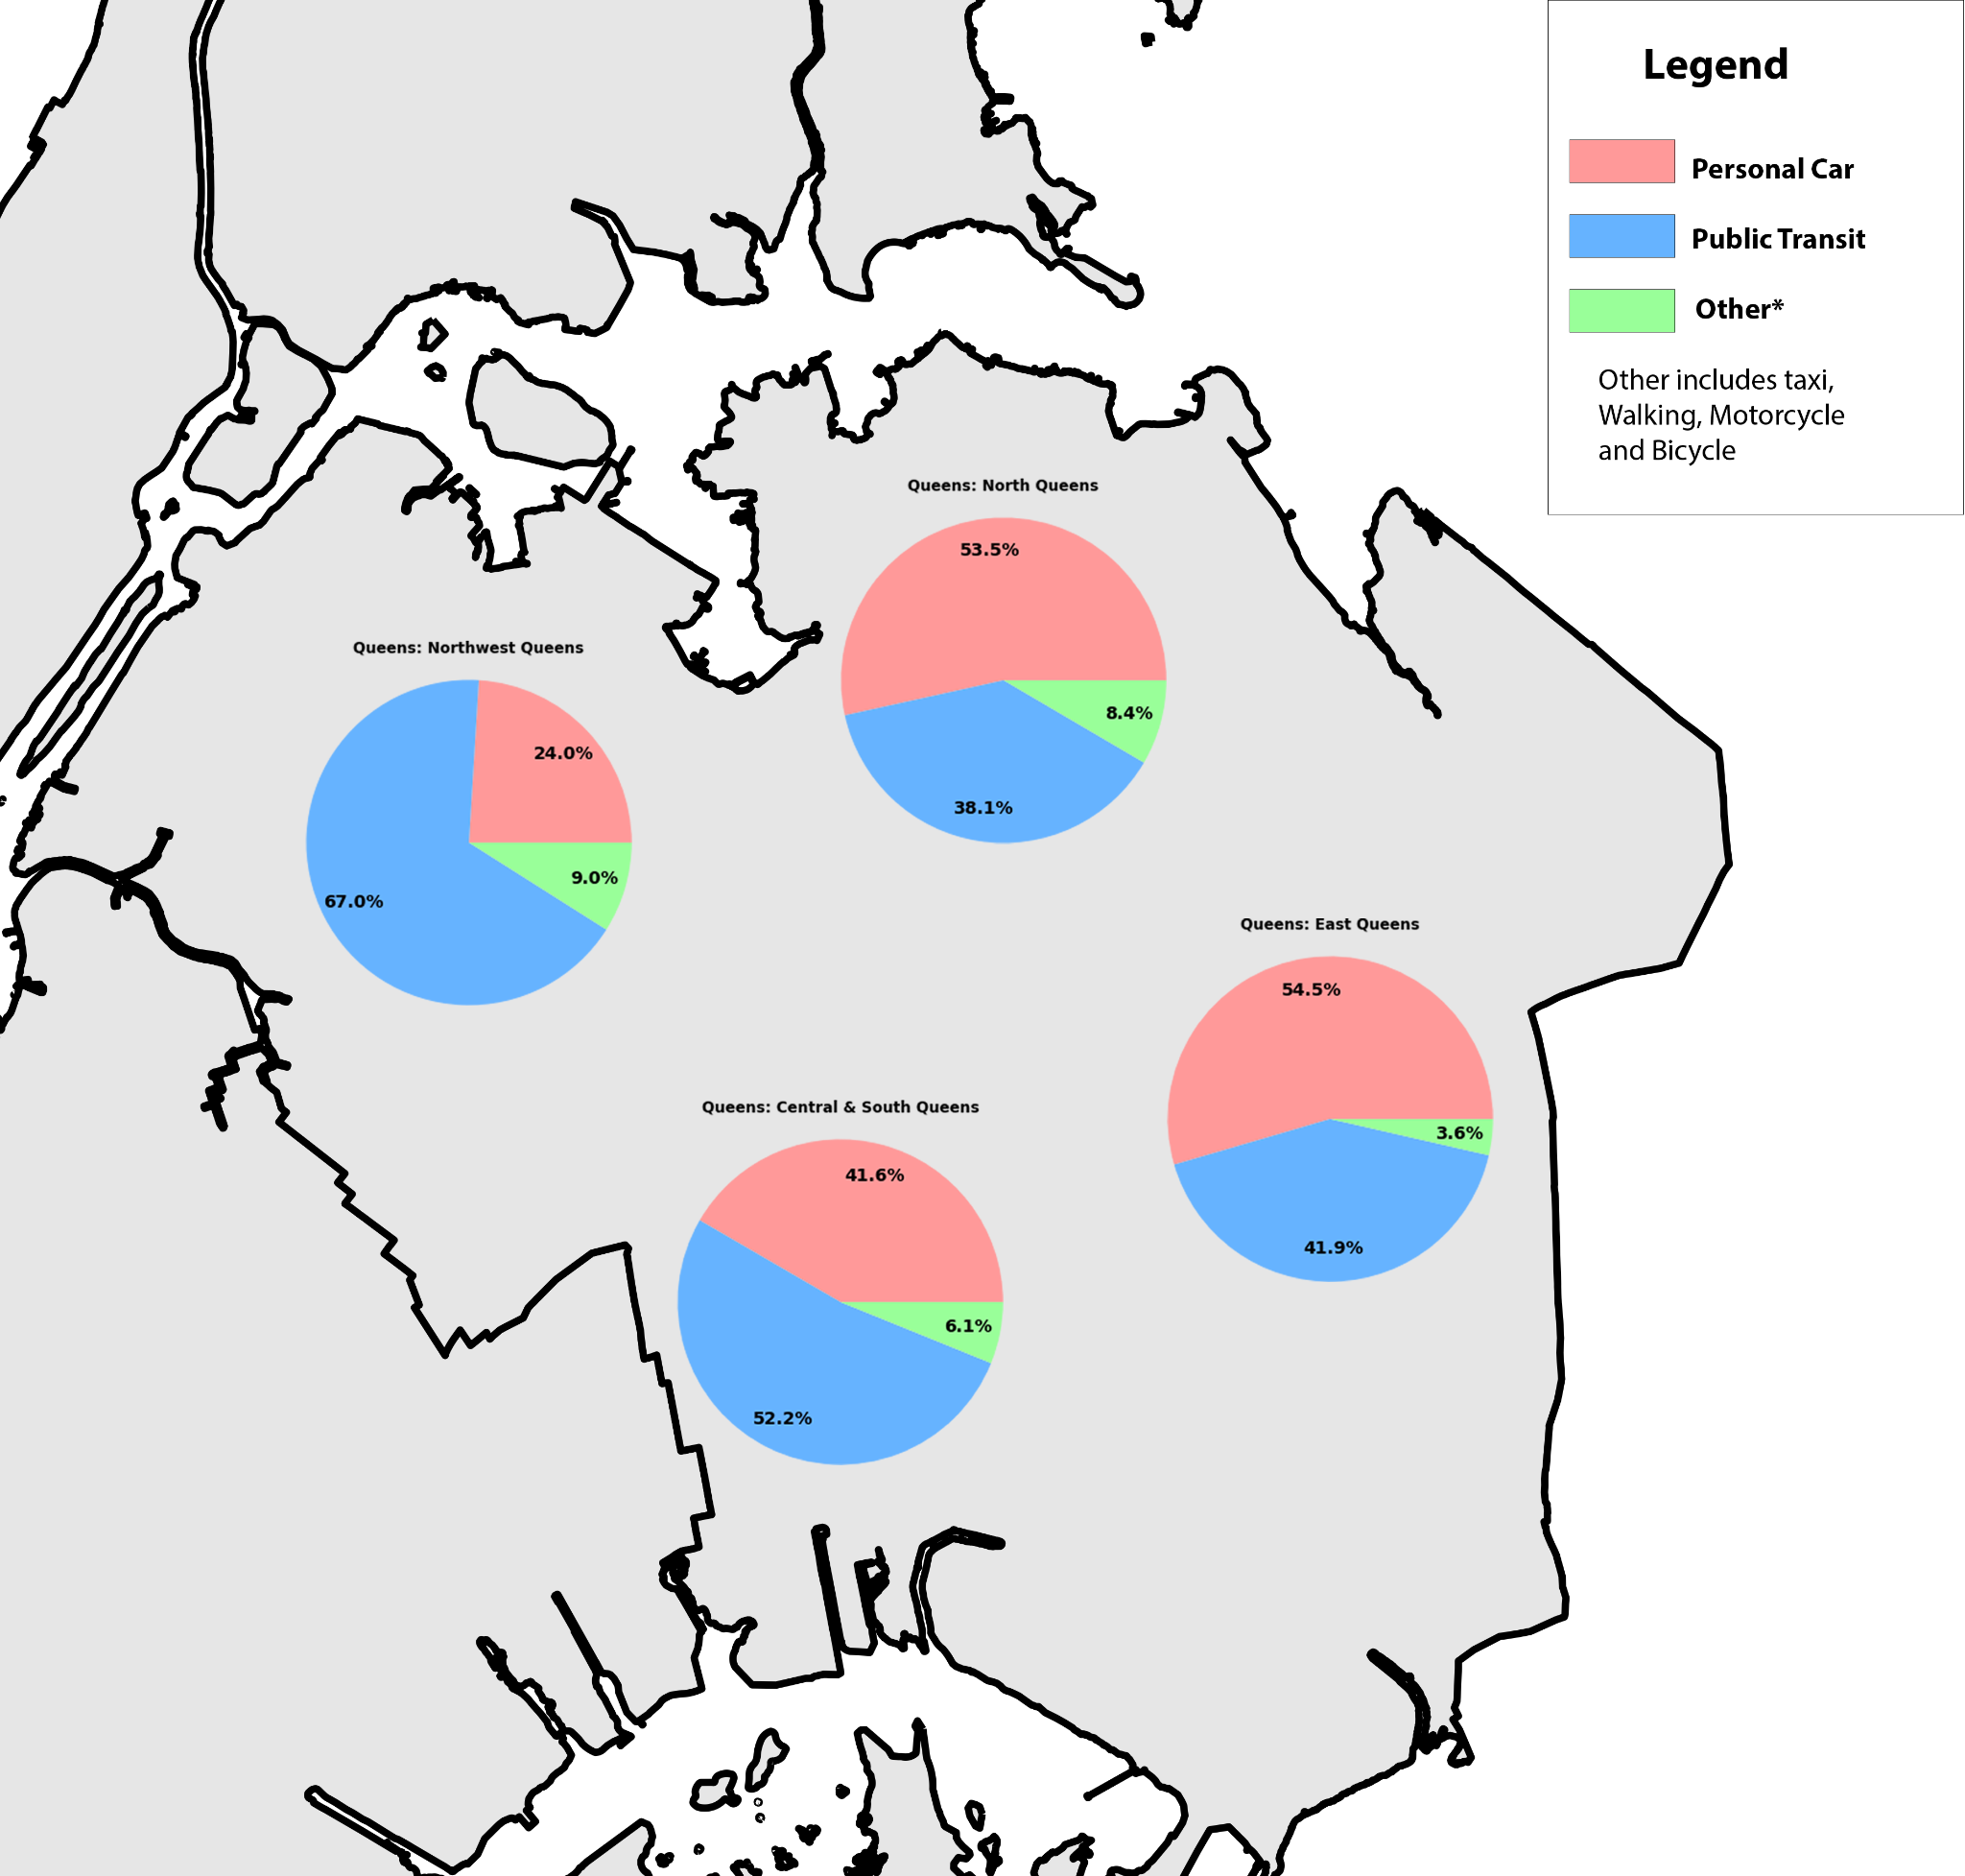 Legend
Personal Car
Public Transit
Other*
Other includes taxi,
Walking, Motorcycle
and Bicycle
Queens: North Queens
53.5%
8.4%
38.1%
Queens: Northwest Queens
24.0%
9.0%
67.0%
Queens: East Queens
54.5%
3.6%
41.9%
Queens: Central & South Queens
41.6%
6.1%
52.2%